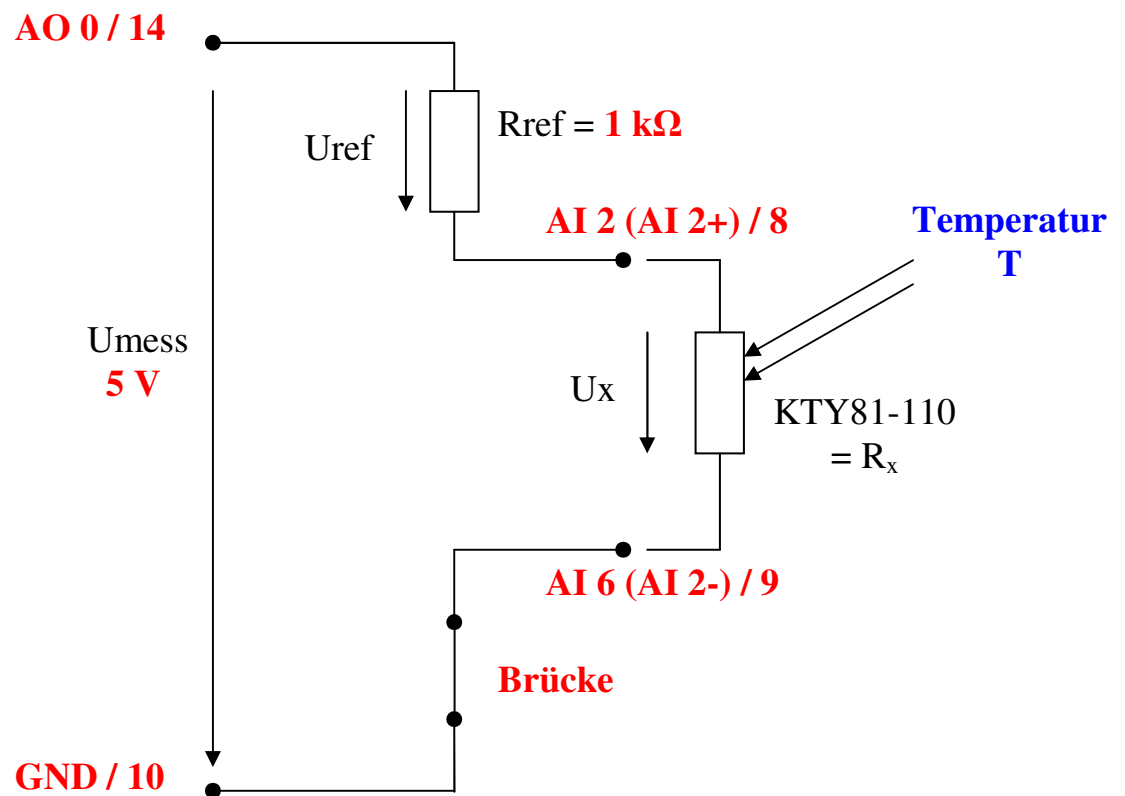 AO 0 / 14
Rref = 1 kΩ
Uref
AI 2 (AI 2+) / 8
Temperatur
T
Umess
5 V
Ux
KTY81-110
= Rₓ
AI 6 (AI 2-) / 9
Brücke
GND / 10